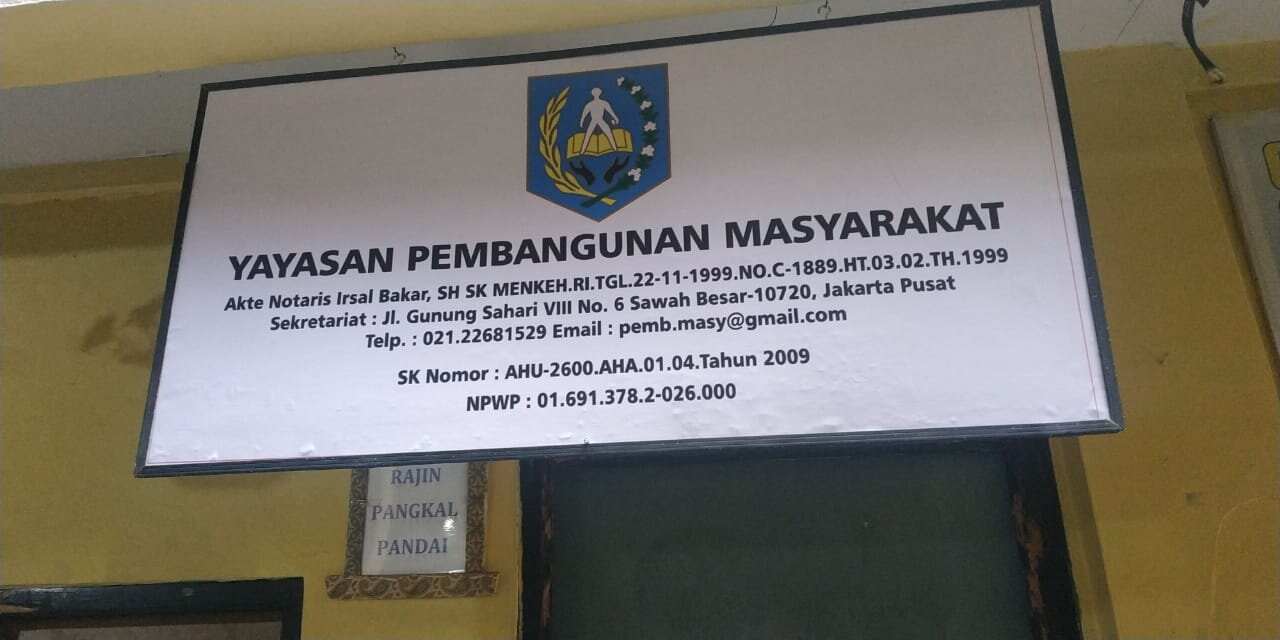 YAYASAN PEMBANGUNAN MASYARAKAT
Akte Notaris Irsal Bakar, SH SK MENKEH.RI.TGL.22-11-1999.NO.C-1889.HT.03.02.TH.1999
Sekretariat : Jl. Gunung Sahari VIII No. 6 Sawah Besar-10720, Jakarta Pusat
Telp. : 021.22681529 Email : pemb.masy@gmail.com
SK Nomor : AHU-2600.AHA.01.04.Tahun 2009
NPWP : 01.691.378.2-026.000
RAJIN
PANGKAL
PANDAI